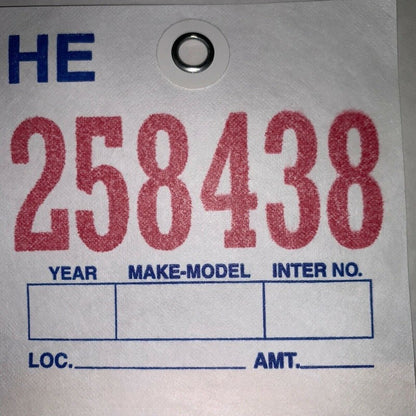 HE
258438
YEAR MAKE-MODEL INTER NO.
LOC. AMT.